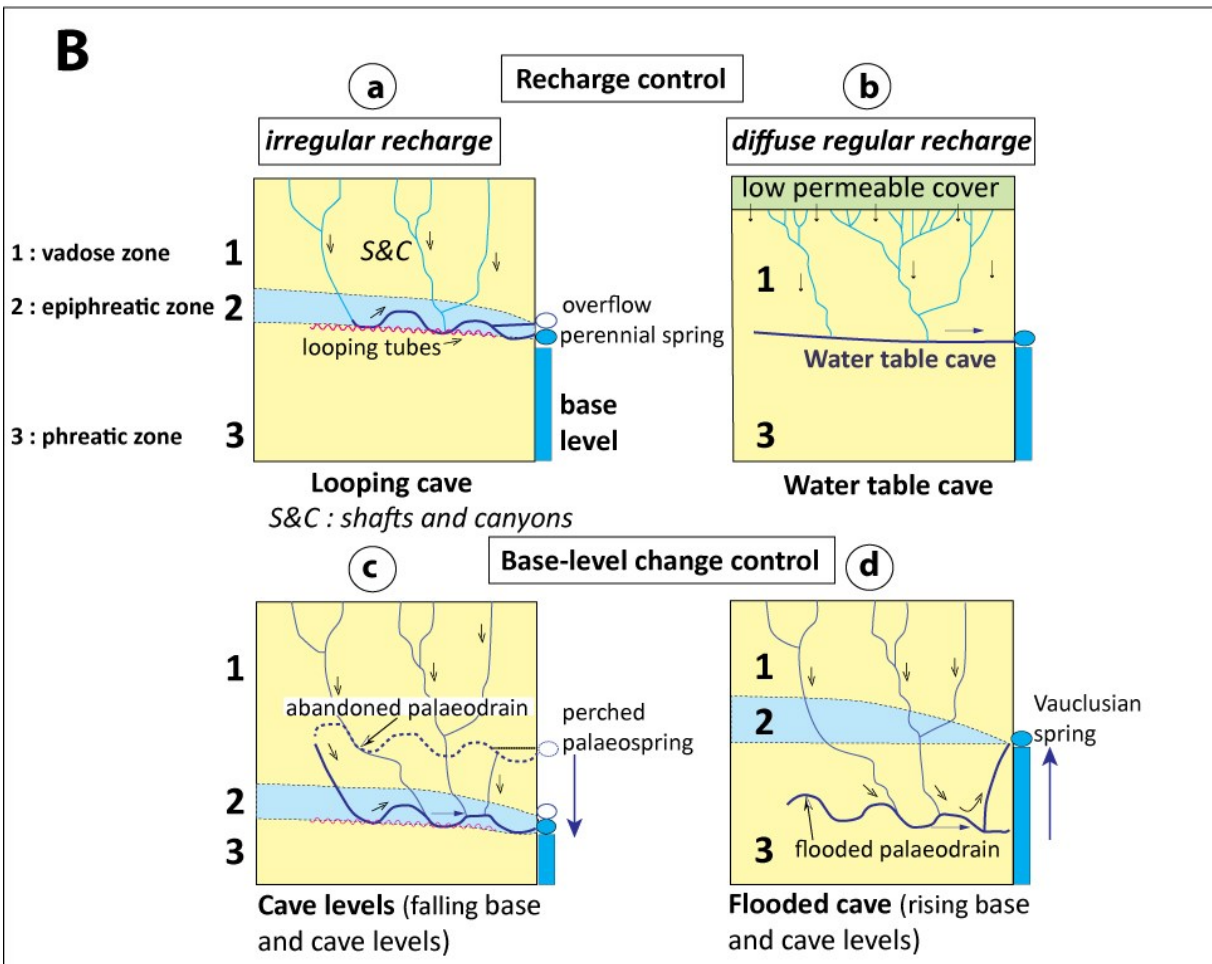 B
Recharge control
a
b
irregular recharge
diffuse regular recharge
low permeable cover
1 : vadose zone
1
S&C
1
2 : epiphreatic zone
2
overflow
perennial spring
looping tubes
Water table cave
base
level
3 : phreatic zone
3
3
Looping cave
Water table cave
S&C : shafts and canyons
Base-level change control
c
d
1
1
abandoned palaeodrain
perched
palaeospring
2
Vauclusian
spring
2
3
3
flooded palaeodrain
Cave levels (falling base
and cave levels)
Flooded cave (rising base
and cave levels)